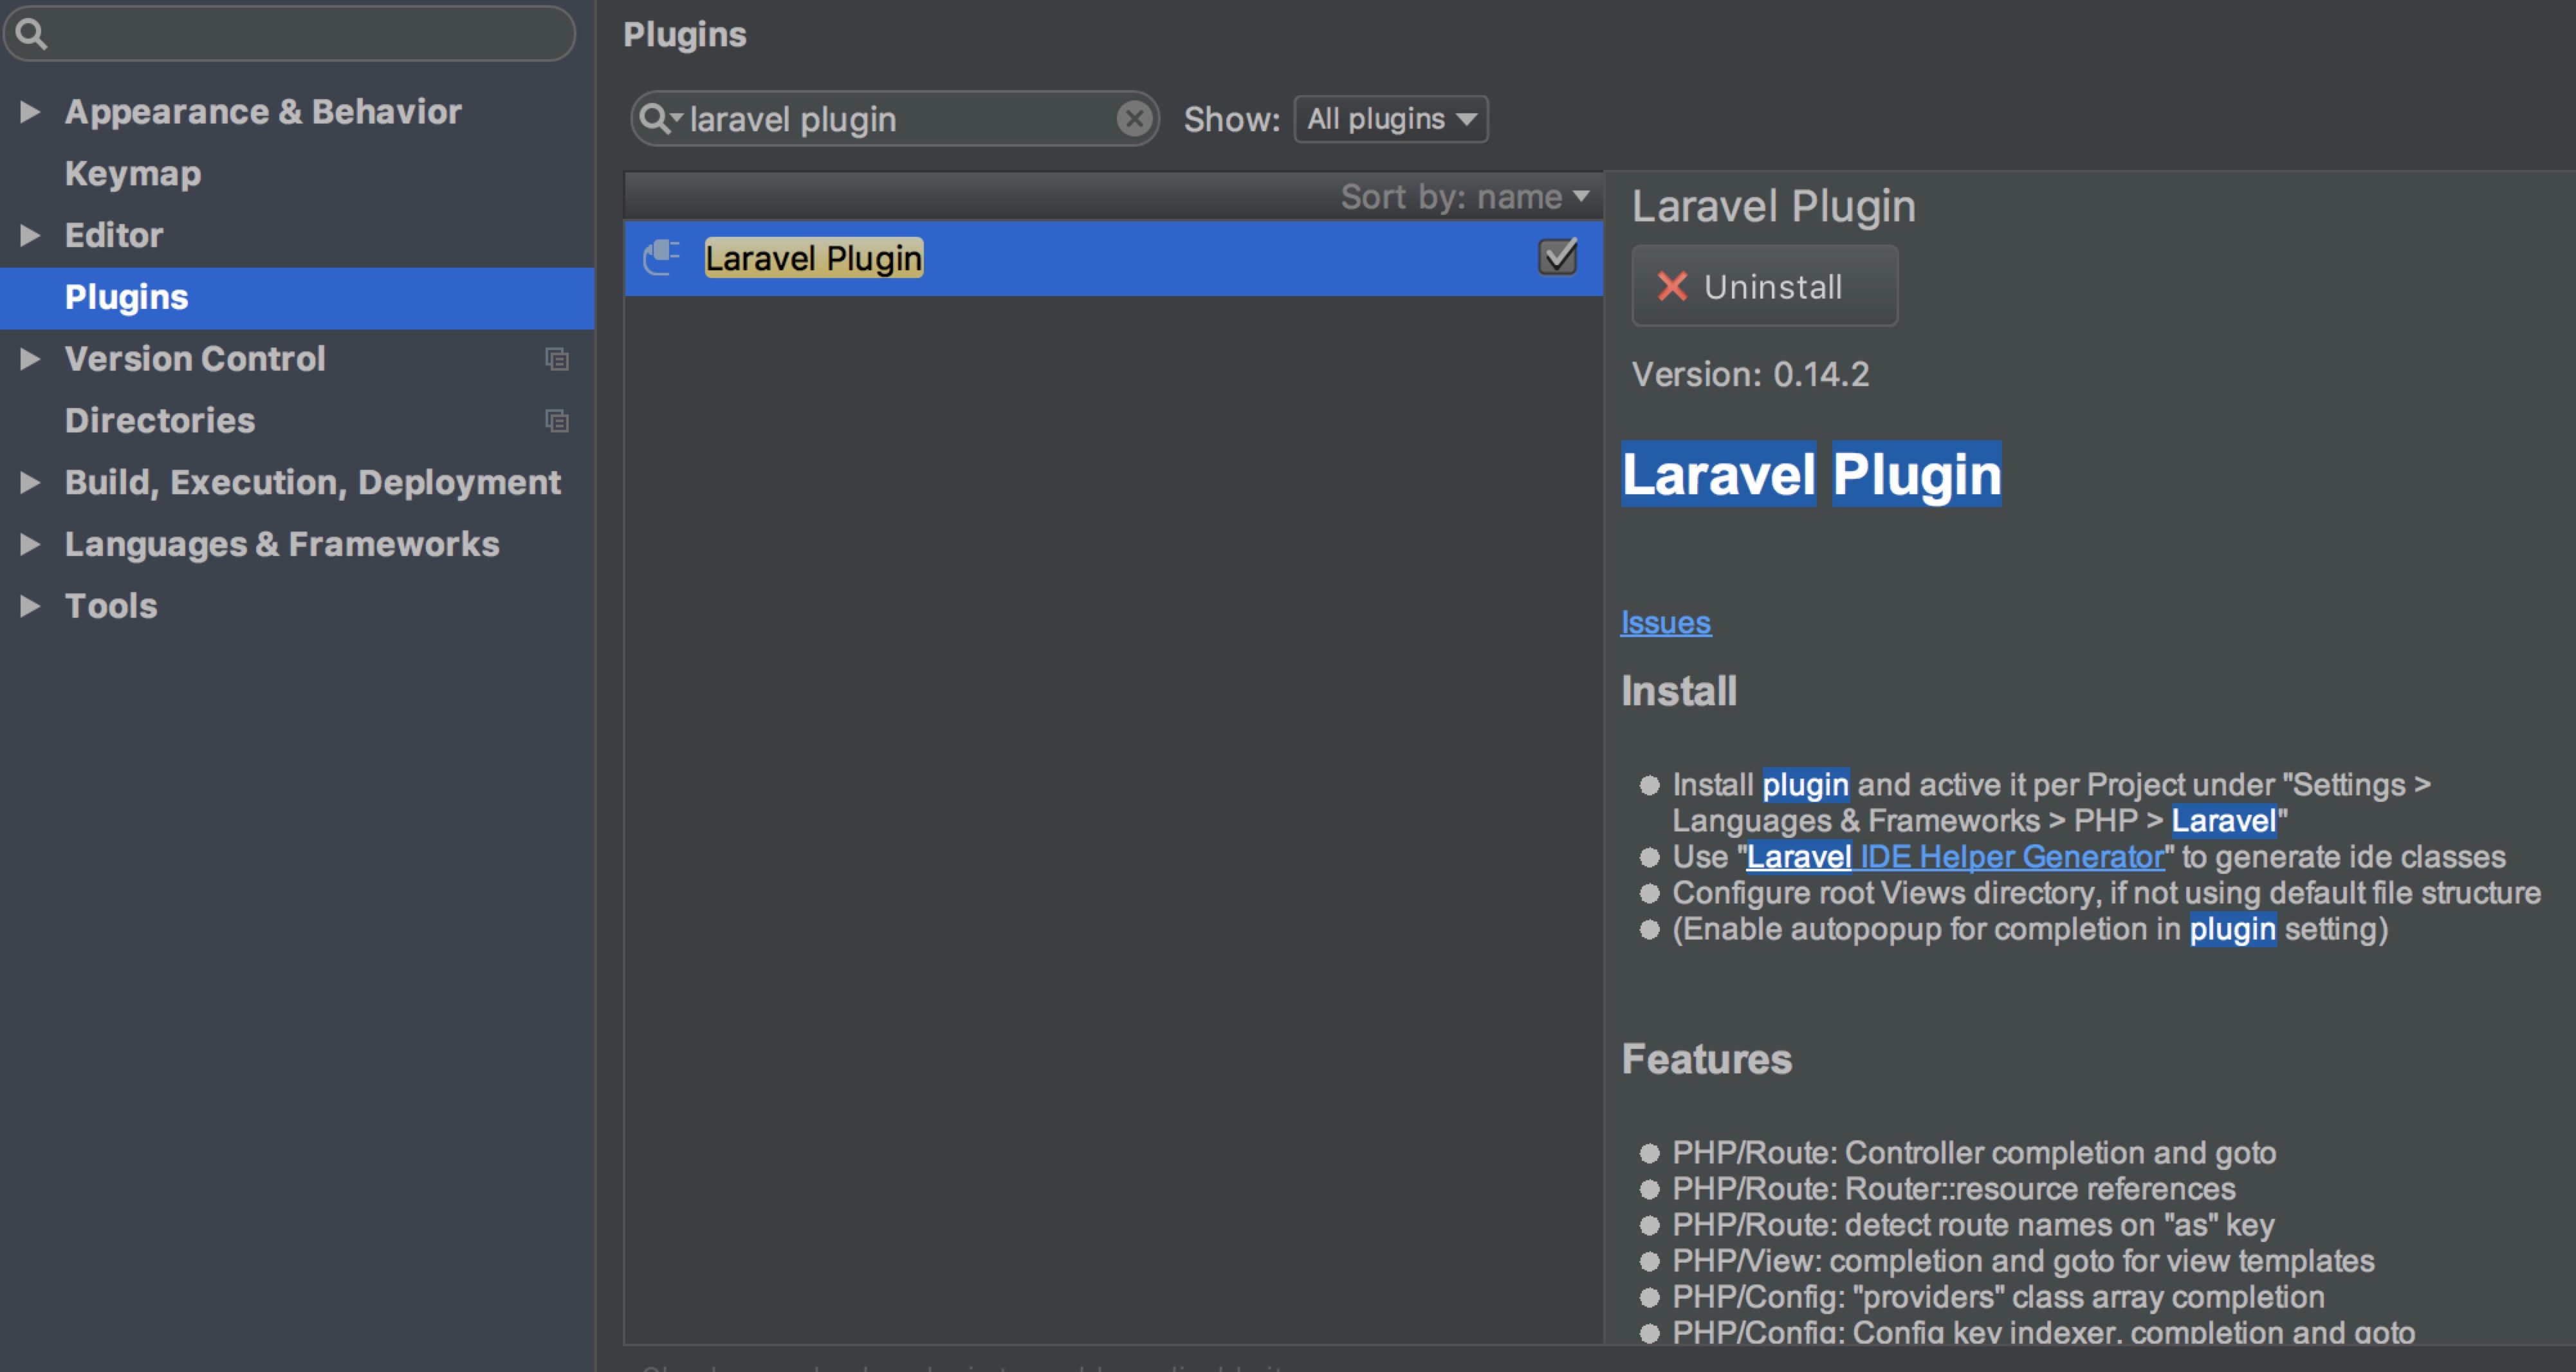 Appearance & Behavior
Keymap
Editor
Plugins
Version Control
Directories
Build, Execution, Deployment
Languages & Frameworks
Tools
Plugins
laravel plugin
Show: All plugins
Sort by: name
Laravel Plugin
Laravel Plugin
Uninstall
Version: 0.14.2
Laravel Plugin
Issues
Install
Install plugin and active it per Project under "Settings >
Languages & Frameworks > PHP > Laravel"
Use "Laravel IDE Helper Generator" to generate ide classes
Configure root Views directory, if not using default file structure
(Enable autopopup for completion in plugin setting)
Features
PHP/Route: Controller completion and goto
PHP/Route: Router::resource references
PHP/Route: detect route names on "as" key
PHP/View: completion and goto for view templates
PHP/Config: "providers" class array completion
PHP/Config: Config key indexer, completion and goto